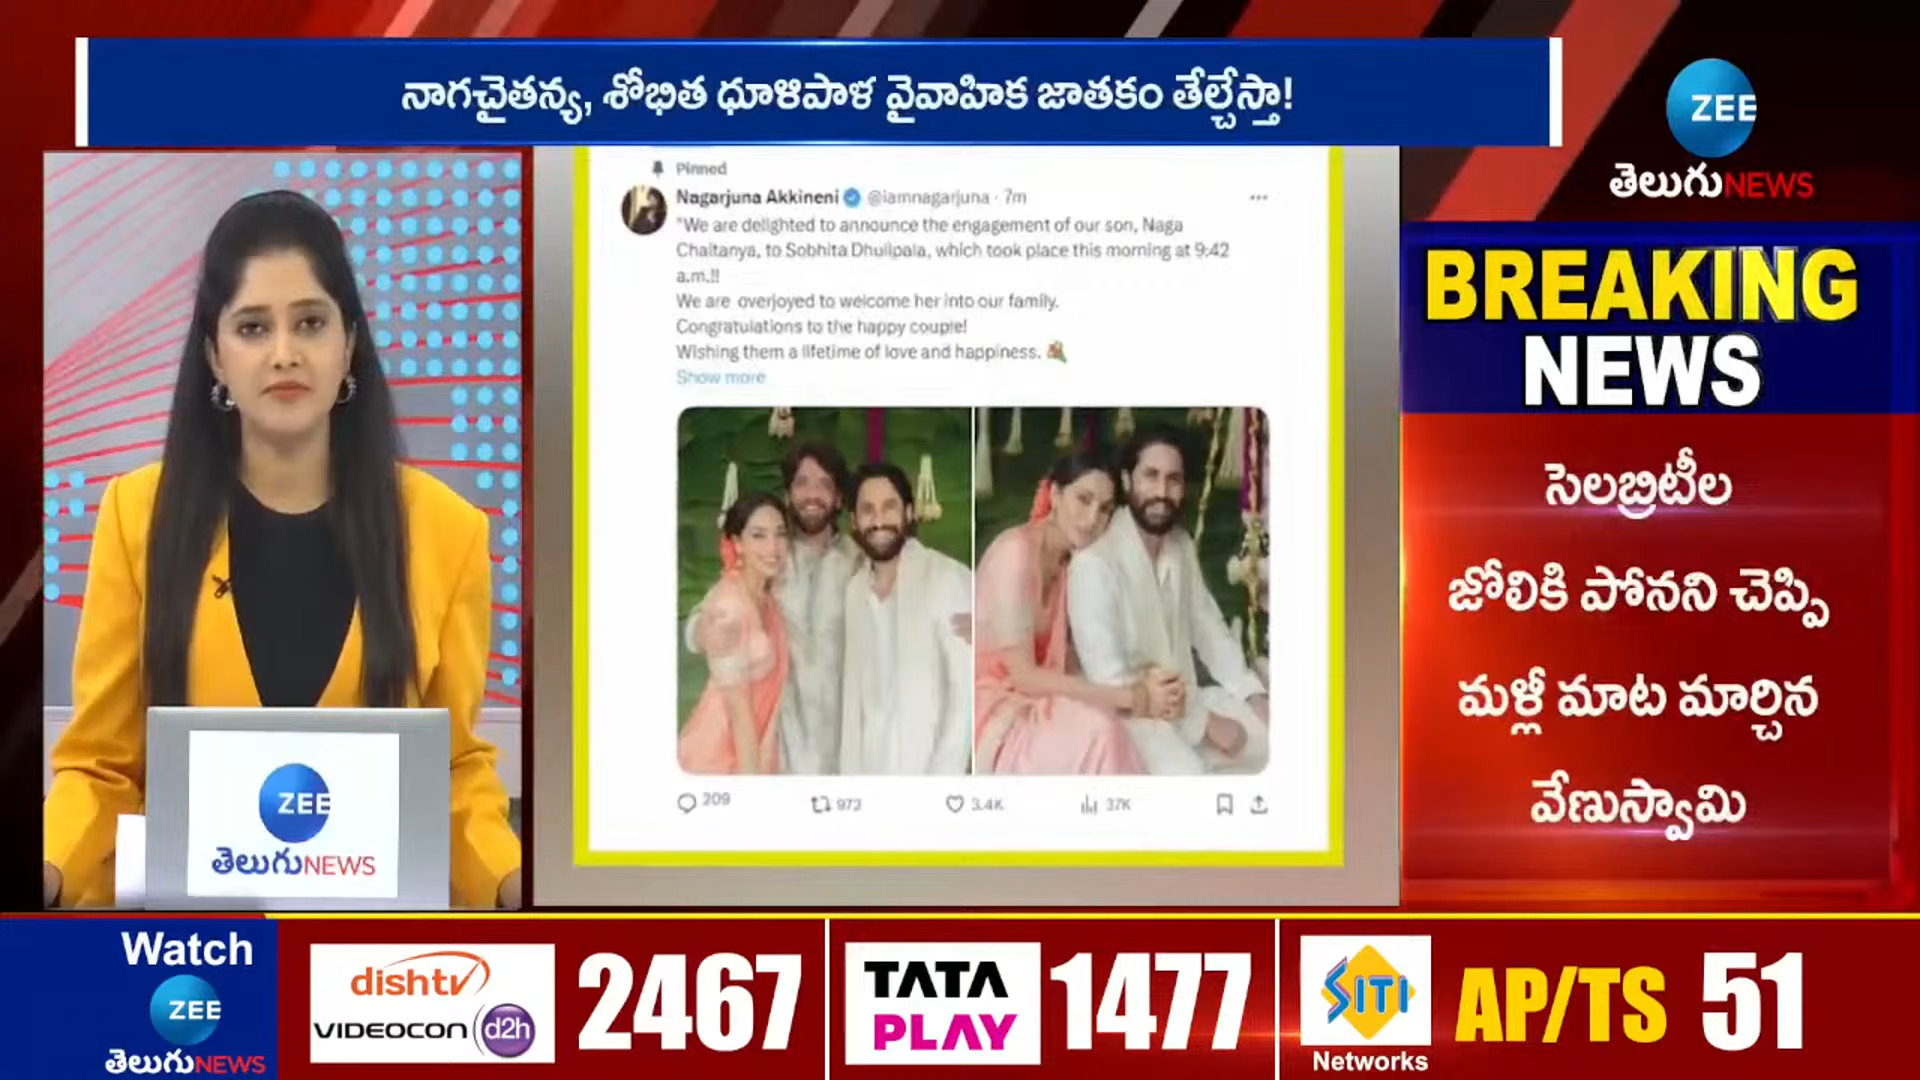 నాగచైతన్య, శోభిత ధూళిపాళ వైవాహిక జాతకం తేల్చేస్తా!
ZEE
తెలుగు NEWS
Pinned
Nagarjuna Akkineni @iamnagarjuna · 7m
"We are delighted to announce the engagement of our son, Naga
Chaitanya, to Sobhita Dhulipala, which took place this morning at 9:42
a.m.!!
We are overjoyed to welcome her into our family.
Congratulations to the happy couple!
Wishing them a lifetime of love and happiness.
Show more
209 972 3.4K 37K
BREAKING
NEWS
సెలబ్రిటీల
జోలికి పోనని చెప్పి
మళ్లీ మాట మార్చిన
వేణుస్వామి
ZEE
తెలుగు NEWS
Watch
ZEE
తెలుగు NEWS
dishtv
VIDEOCON d2h
2467
TATA
PLAY
1477
SITI
Networks
AP/TS 51